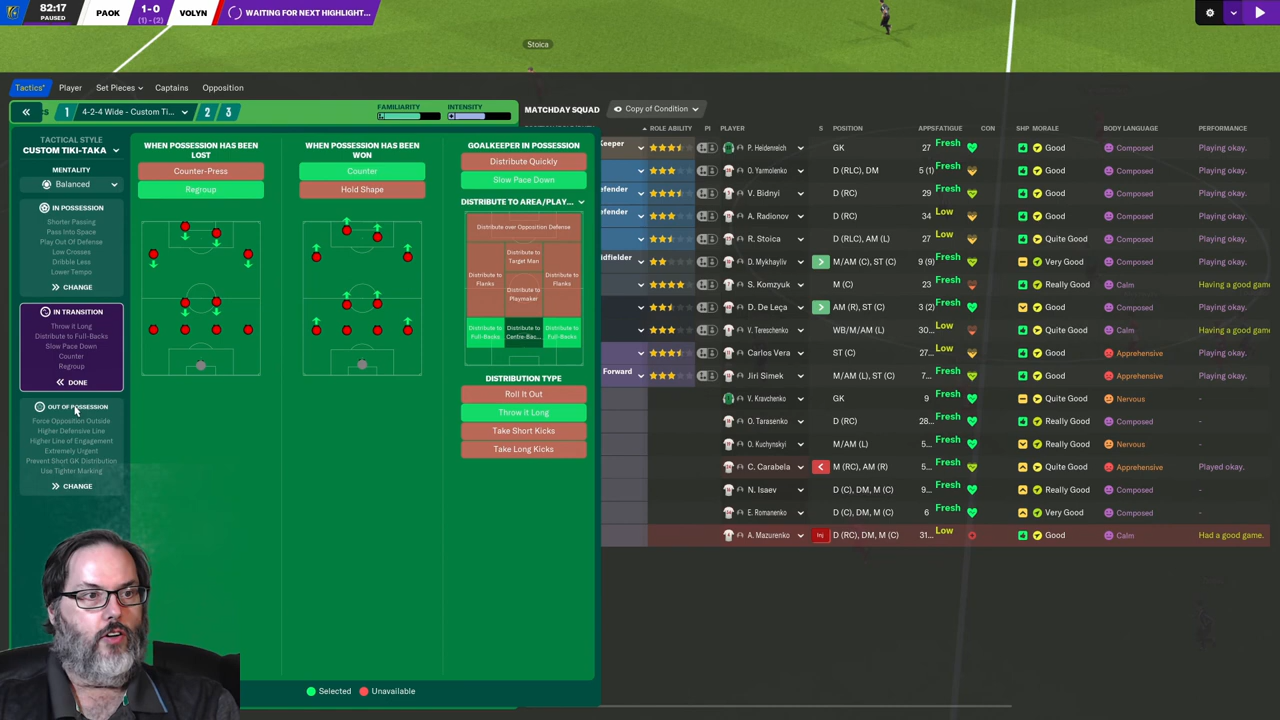 82:17
PAUSED
PAOK
1-0
(1) - (2)
VOLYN
WAITING FOR NEXT HIGHLIGHT...
Stoica
Tactics*
Player
Set Pieces
Captains
Opposition
1
4-2-4 Wide - Custom Ti...
2
3
FAMILIARITY
INTENSITY
MATCHDAY SQUAD
Copy of Condition
TACTICAL STYLE
CUSTOM TIKI-TAKA
MENTALITY
Balanced
IN POSSESSION
Shorter Passing
Pass Into Space
Play Out Of Defense
Low Crosses
Dribble Less
Lower Tempo
CHANGE
IN TRANSITION
Throw it Long
Distribute to Full-Backs
Slow Pace Down
Counter
Regroup
DONE
OUT OF POSSESSION
Force Opposition Outside
Higher Defensive Line
Higher Line of Engagement
Extremely Urgent
Prevent Short GK Distribution
Use Tighter Marking
CHANGE
WHEN POSSESSION HAS BEEN
LOST
Counter-Press
Regroup
WHEN POSSESSION HAS BEEN
WON
Counter
Hold Shape
GOALKEEPER IN POSSESSION
Distribute Quickly
Slow Pace Down
DISTRIBUTE TO AREA/PLAY...
Distribute over Opposition Defense
Distribute to
Target Man
Distribute to
Flanks
Distribute to
Playmaker
Distribute to
Flanks
Distribute to
Full-Backs
Distribute to
Centre-Bac...
Distribute to
Full-Backs
DISTRIBUTION TYPE
Roll It Out
Throw it Long
Take Short Kicks
Take Long Kicks
Selected
Unavailable
ROLE ABILITY PI PLAYER S POSITION APPS FATIGUE CON SHP MORALE BODY LANGUAGE PERFORMANCE
Keeper P. Heidenreich GK 27 Fresh Good Composed Playing okay.
efender O. Yarmolenko D (RLC), DM 5 (1) Fresh Good Composed Playing okay.
V. Bidnyi D (RC) 29 Fresh Good Composed Playing okay.
efender A. Radionov D (RC) 34 Low Good Composed Playing okay.
R. Stoica D (RLC), AM (L) 27 Low Quite Good Composed Playing okay.
idfielder D. Mykhayliv M/AM (C), ST (C) 9 (9) Fresh Very Good Composed Playing okay.
S. Komzyuk M (C) 23 Fresh Really Good Calm Having a good game
D. De Leça AM (R), ST (C) 3 (2) Fresh Good Composed Playing okay.
V. Tereschenko WB/M/AM (L) 30... Low Quite Good Calm Having a good game
Carlos Vera ST (C) 27... Low Good Apprehensive Playing okay.
Forward Jiri Simek M/AM (L), ST (C) 7... Fresh Good Apprehensive Playing okay.
V. Kravchenko GK 9 Fresh Good Nervous -
O. Tarasenko D (RC) 28... Fresh Really Good Composed -
O. Kuchynskyi M/AM (L) 5... Fresh Good Nervous -
C. Carabela M (RC), AM (R) 5... Fresh Quite Good Apprehensive Played okay.
N. Isaev D (C), DM, M (C) 9... Fresh Really Good Composed -
E. Romanenko D (C), DM, M (C) 6 Fresh Very Good Composed -
A. Mazurenko Inj D (RC), DM, M (C) 31... Low Good Calm Had a good game.